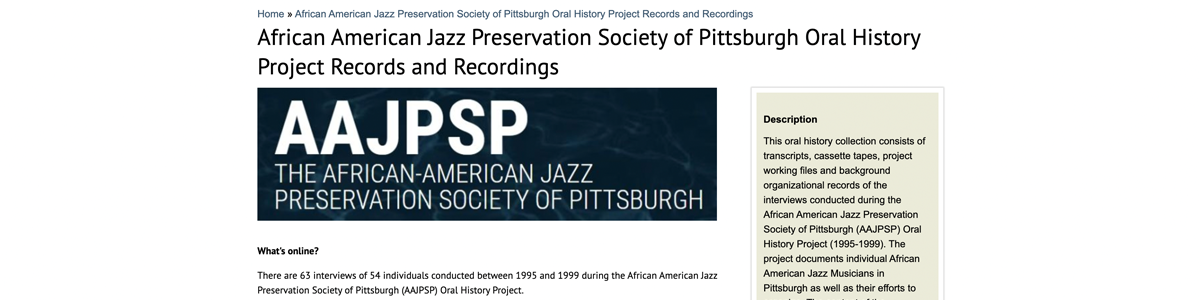 Home » African American Jazz Preservation Society of Pittsburgh Oral History Project Records and Recordings
African American Jazz Preservation Society of Pittsburgh Oral History
Project Records and Recordings
AAJPSP
THE AFRICAN-AMERICAN JAZZ
PRESERVATION SOCIETY OF PITTSBURGH
What's online?
There are 63 interviews of 54 individuals conducted between 1995 and 1999 during the African American Jazz
Preservation Society of Pittsburgh (AAJPSP) Oral History Project.
Description
This oral history collection consists of
transcripts, cassette tapes, project
working files and background
organizational records of the
interviews conducted during the
African American Jazz Preservation
Society of Pittsburgh (AAJPSP) Oral
History Project (1995-1999). The
project documents individual African
American Jazz Musicians in
Pittsburgh as well as their efforts to